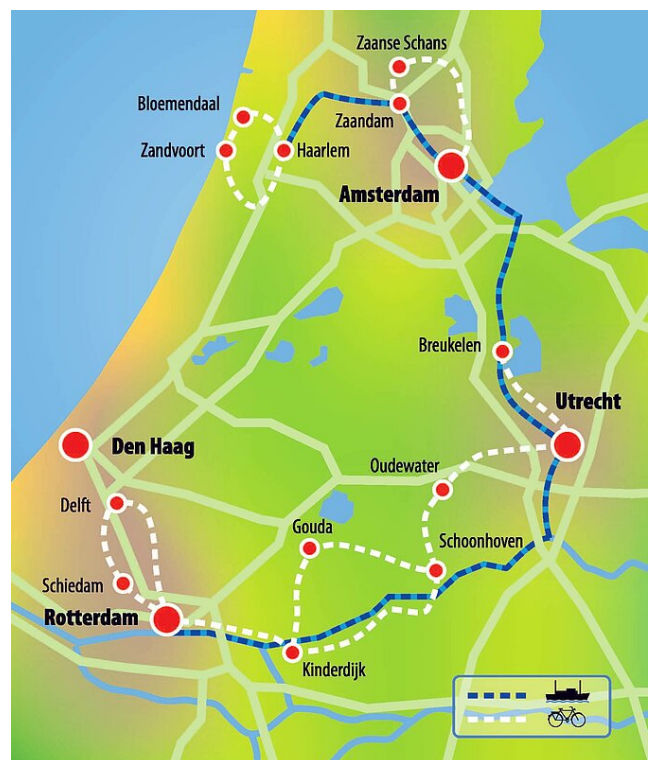 Zaanse Schans
Bloemendaal
Zaandam
Zandvoort
Haarlem
Amsterdam
Breukelen
Utrecht
Den Haag
Oudewater
Delft
Gouda
Schoonhoven
Schiedam
Rotterdam
Kinderdijk